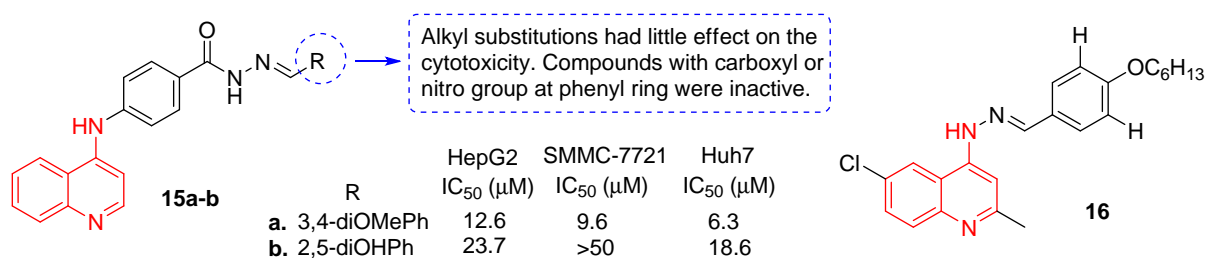 O
N
N
H
R
HN
N
15a-b
Alkyl substitutions had little effect on the
cytotoxicity. Compounds with carboxyl or
nitro group at phenyl ring were inactive.
HepG2 SMMC-7721 Huh7
R IC50 (μM) IC50 (μM) IC50 (μM)
a. 3,4-diOMePh 12.6 9.6 6.3
b. 2,5-diOHPh 23.7 >50 18.6
H
OC6H13
N
HN
H
Cl
N
16